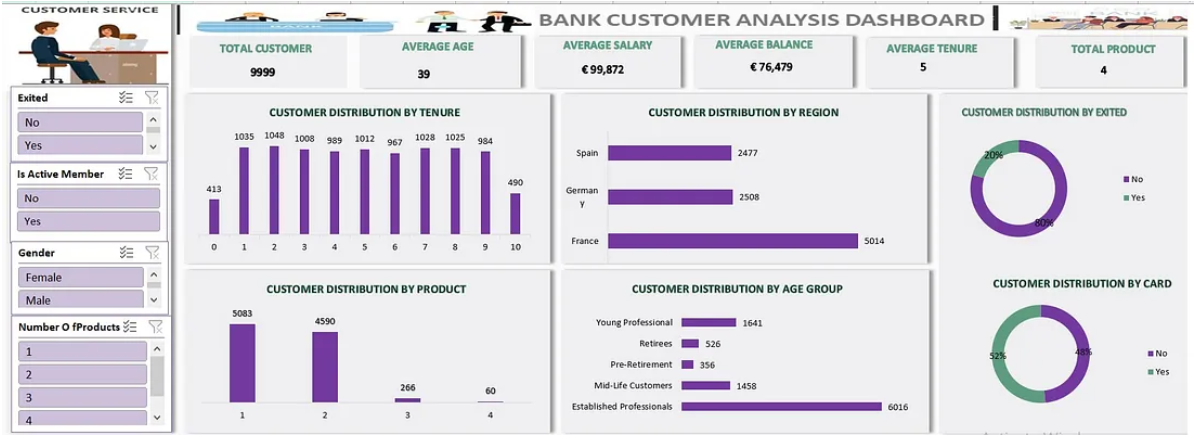 CUSTOMER SERVICE
BANK CUSTOMER ANALYSIS DASHBOARD
BANK
BANK
TOTAL CUSTOMER
9999
AVERAGE AGE
39
AVERAGE SALARY
€ 99,872
AVERAGE BALANCE
€ 76,479
AVERAGE TENURE
5
TOTAL PRODUCT
4
Exited
No
Yes
Is Active Member
No
Yes
Gender
Female
Male
Number O fProducts
1
2
3
4
CUSTOMER DISTRIBUTION BY TENURE
413
1035
1048
1008
989
1012
967
1028
1025
984
490
0 1 2 3 4 5 6 7 8 9 10
CUSTOMER DISTRIBUTION BY REGION
Spain 2477
German
y
2508
France 5014
CUSTOMER DISTRIBUTION BY EXITED
20%
80%
No
Yes
CUSTOMER DISTRIBUTION BY PRODUCT
5083
4590
266
60
1 2 3 4
CUSTOMER DISTRIBUTION BY AGE GROUP
Young Professional 1641
Retirees 526
Pre-Retirement 356
Mid-Life Customers 1458
Established Professionals 6016
CUSTOMER DISTRIBUTION BY CARD
52%
48%
No
Yes